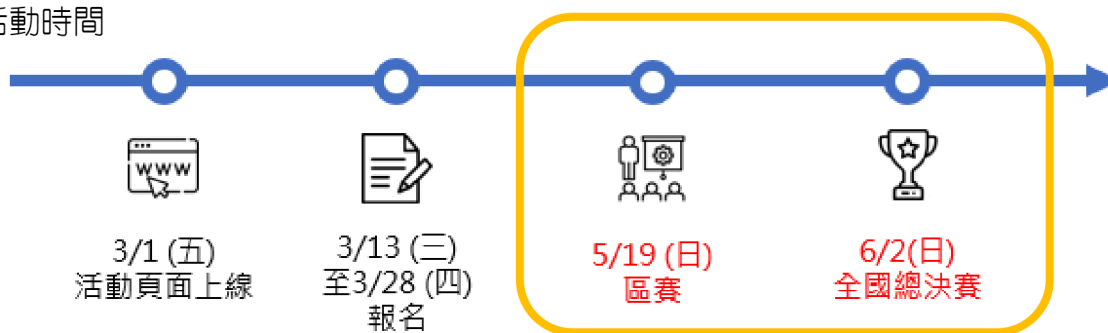 活動時間
www
3/1 (五)
活動頁面上線
3/13 (三)
至3/28 (四)
報名
5/19 (日)
區賽
6/2(日)
全國總決賽